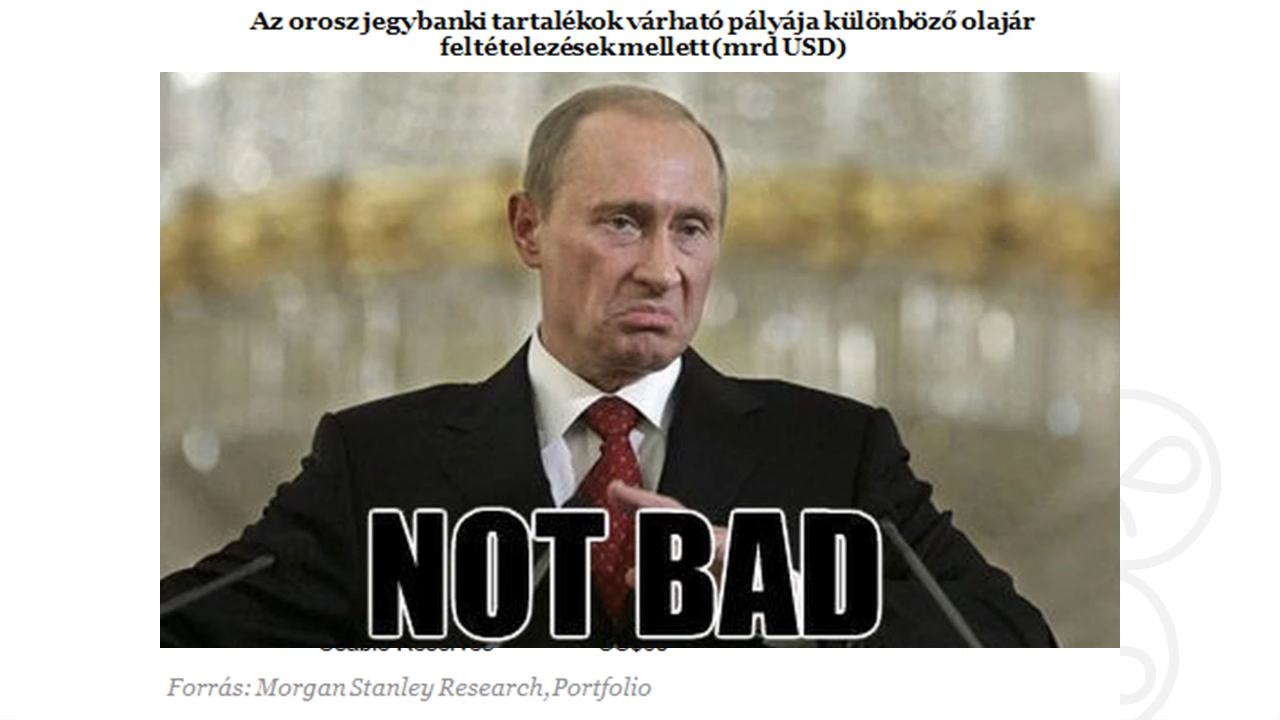 Az orosz jegybanki tartalékok várható pályája különböző olajár
feltételezések mellett (mrd USD)
NOT BAD
Forrás: Morgan Stanley Research, Portfolio